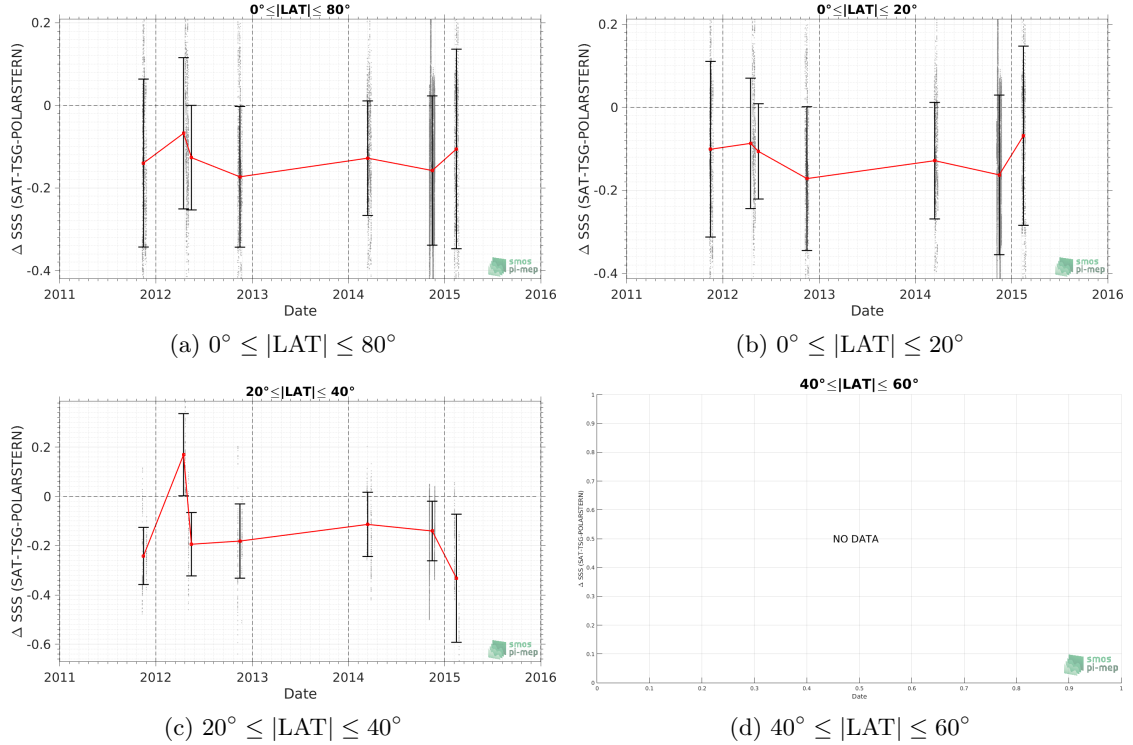 0°≤|LAT|≤ 80°
Δ SSS (SAT-TSG-POLARSTERN)
0.2
0
-0.2
-0.4
2011
2012
2013
2014
2015
2016
Date
smos
pi-mep
(a) 0° ≤ |LAT| ≤ 80°
0°≤|LAT|≤ 20°
Δ SSS (SAT-TSG-POLARSTERN)
0.2
0
-0.2
-0.4
2011
2012
2013
2014
2015
2016
Date
smos
pi-mep
(b) 0° ≤ |LAT| ≤ 20°
20°≤|LAT|≤ 40°
Δ SSS (SAT-TSG-POLARSTERN)
0.2
0
-0.2
-0.4
-0.6
2011
2012
2013
2014
2015
2016
Date
smos
pi-mep
(c) 20° ≤ |LAT| ≤ 40°
40°≤|LAT|≤ 60°
Δ SSS (SAT-TSG-POLARSTERN)
1
0.9
0.8
0.7
0.6
0.5
0.4
0.3
0.2
0.1
0
NO DATA
0
0.1
0.2
0.3
0.4
0.5
0.6
0.7
0.8
0.9
1
Date
smos
pi-mep
(d) 40° ≤ |LAT| ≤ 60°